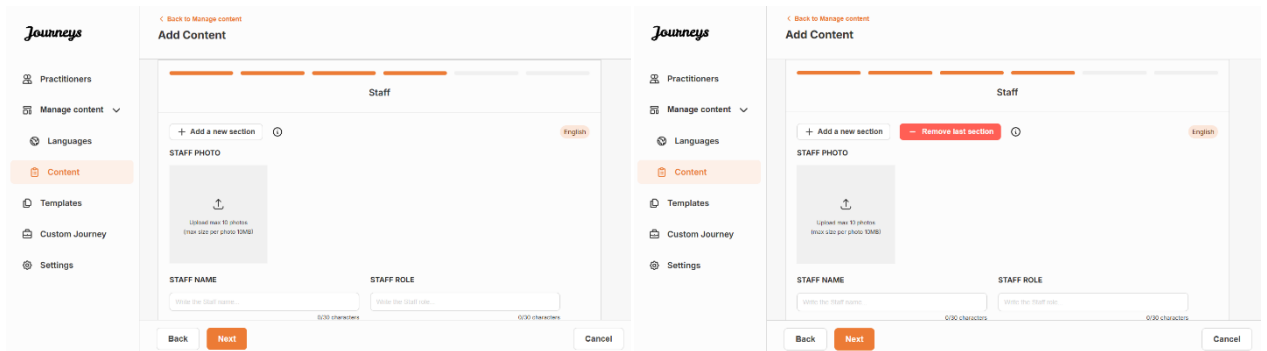 Journeys
Practitioners
Manage content
Languages
Content
Templates
Custom Journey
Settings
Back to Manage content
Add Content
Staff
+ Add a new section
English
STAFF PHOTO
Upload max 10 photos
(max size per photo 10MB)
STAFF NAME
STAFF ROLE
Write the Staff name...
Write the Staff role...
0/30 characters
0/30 characters
Back
Next
Cancel
Journeys
Practitioners
Manage content
Languages
Content
Templates
Custom Journey
Settings
Back to Manage content
Add Content
Staff
+ Add a new section
− Remove last section
English
STAFF PHOTO
Upload max 10 photos
(max size per photo 10MB)
STAFF NAME
STAFF ROLE
Write the Staff name...
Write the Staff role...
0/30 characters
0/30 characters
Back
Next
Cancel